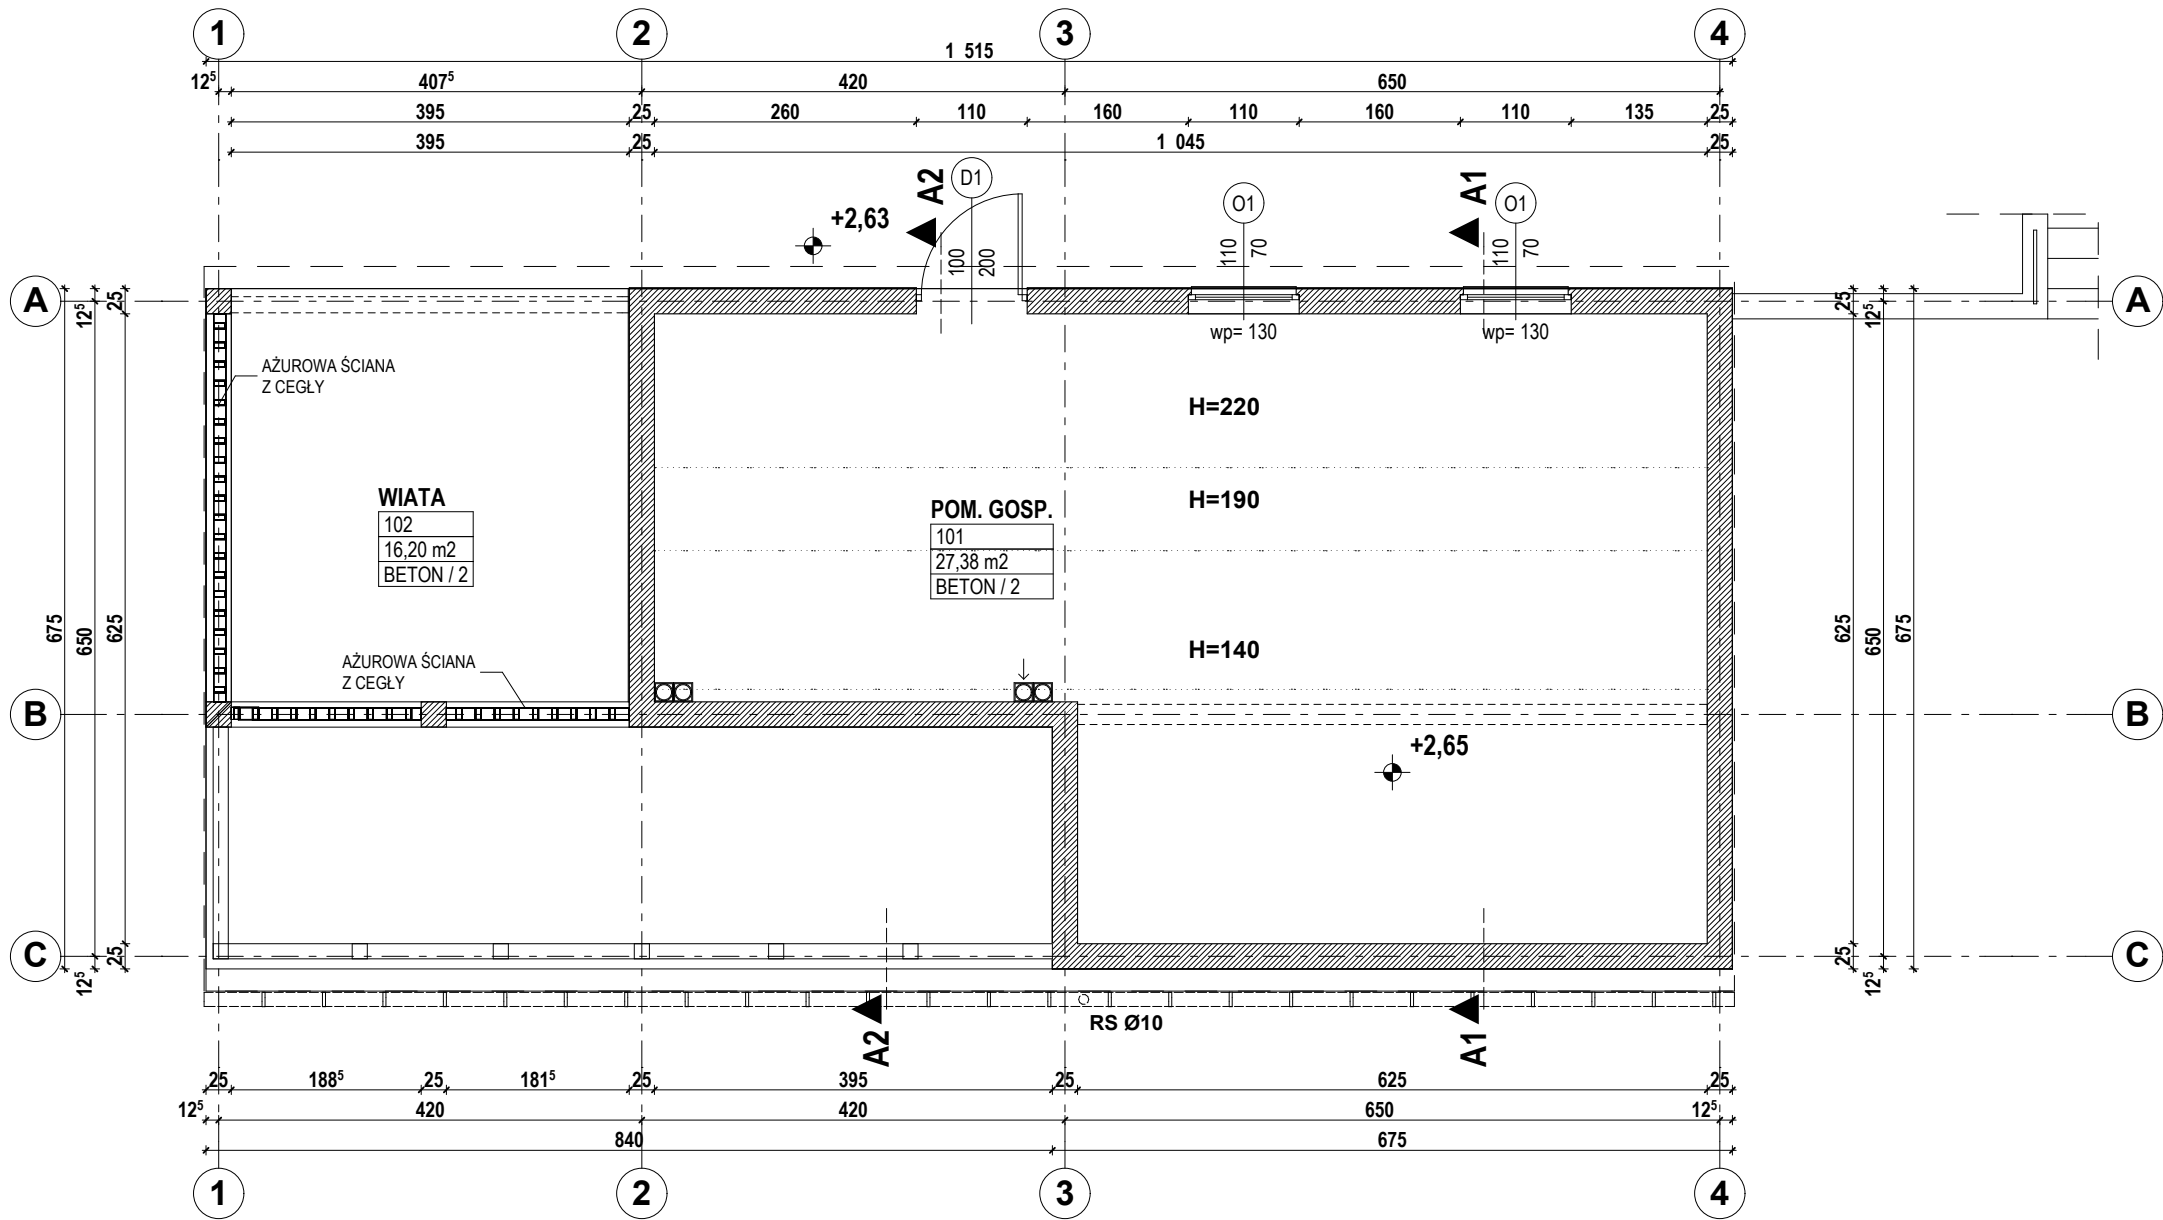 1 2 3 4
1 515
12⁵ 407⁵ 420 650
395 25 260 110 160 110 160 110 135 25
395 25 1 045 25
A2 D1 A1
O1 O1
+2,63
110 70 110 70
100 200
A A
25 12⁵ 25 12⁵
wp= 130 wp= 130
AŻUROWA ŚCIANA
Z CEGŁY
H=220
WIATA
102
16,20 m2
BETON / 2
H=190
POM. GOSP.
101
27,38 m2
BETON / 2
675 650 625 625 650 675
H=140
AŻUROWA ŚCIANA
Z CEGŁY
B B
+2,65
C C
25 12⁵ 25 12⁵
RS Ø10
A2 A1
25 188⁵ 25 181⁵ 25 395 25 625 25
12⁵ 420 420 650 12⁵
840 675
1 2 3 4